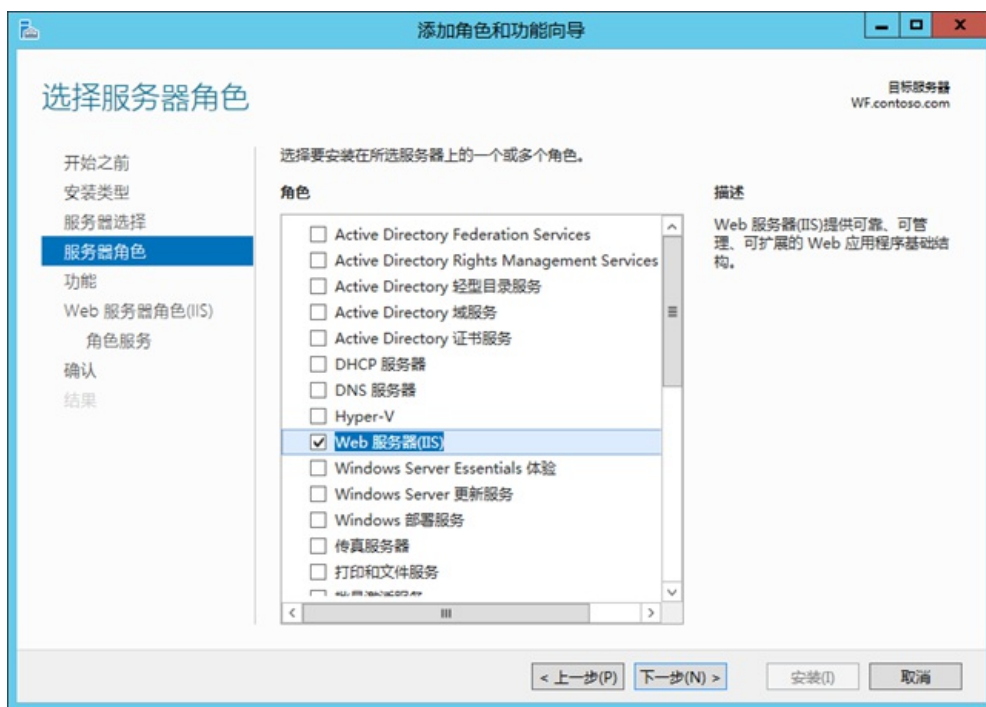 添加角色和功能向导
选择服务器角色
目标服务器
WF.contoso.com
开始之前
安装类型
服务器选择
服务器角色
功能
Web 服务器角色(IIS)
角色服务
确认
结果
选择要安装在所选服务器上的一个或多个角色。
角色
Active Directory Federation Services
Active Directory Rights Management Services
Active Directory 轻型目录服务
Active Directory 域服务
Active Directory 证书服务
DHCP 服务器
DNS 服务器
Hyper-V
Web 服务器(IIS)
Windows Server Essentials 体验
Windows Server 更新服务
Windows 部署服务
传真服务器
打印和文件服务
描述
Web 服务器(IIS)提供可靠、可管
理、可扩展的 Web 应用程序基础结
构。
< 上一步(P)
下一步(N) >
安装(I)
取消